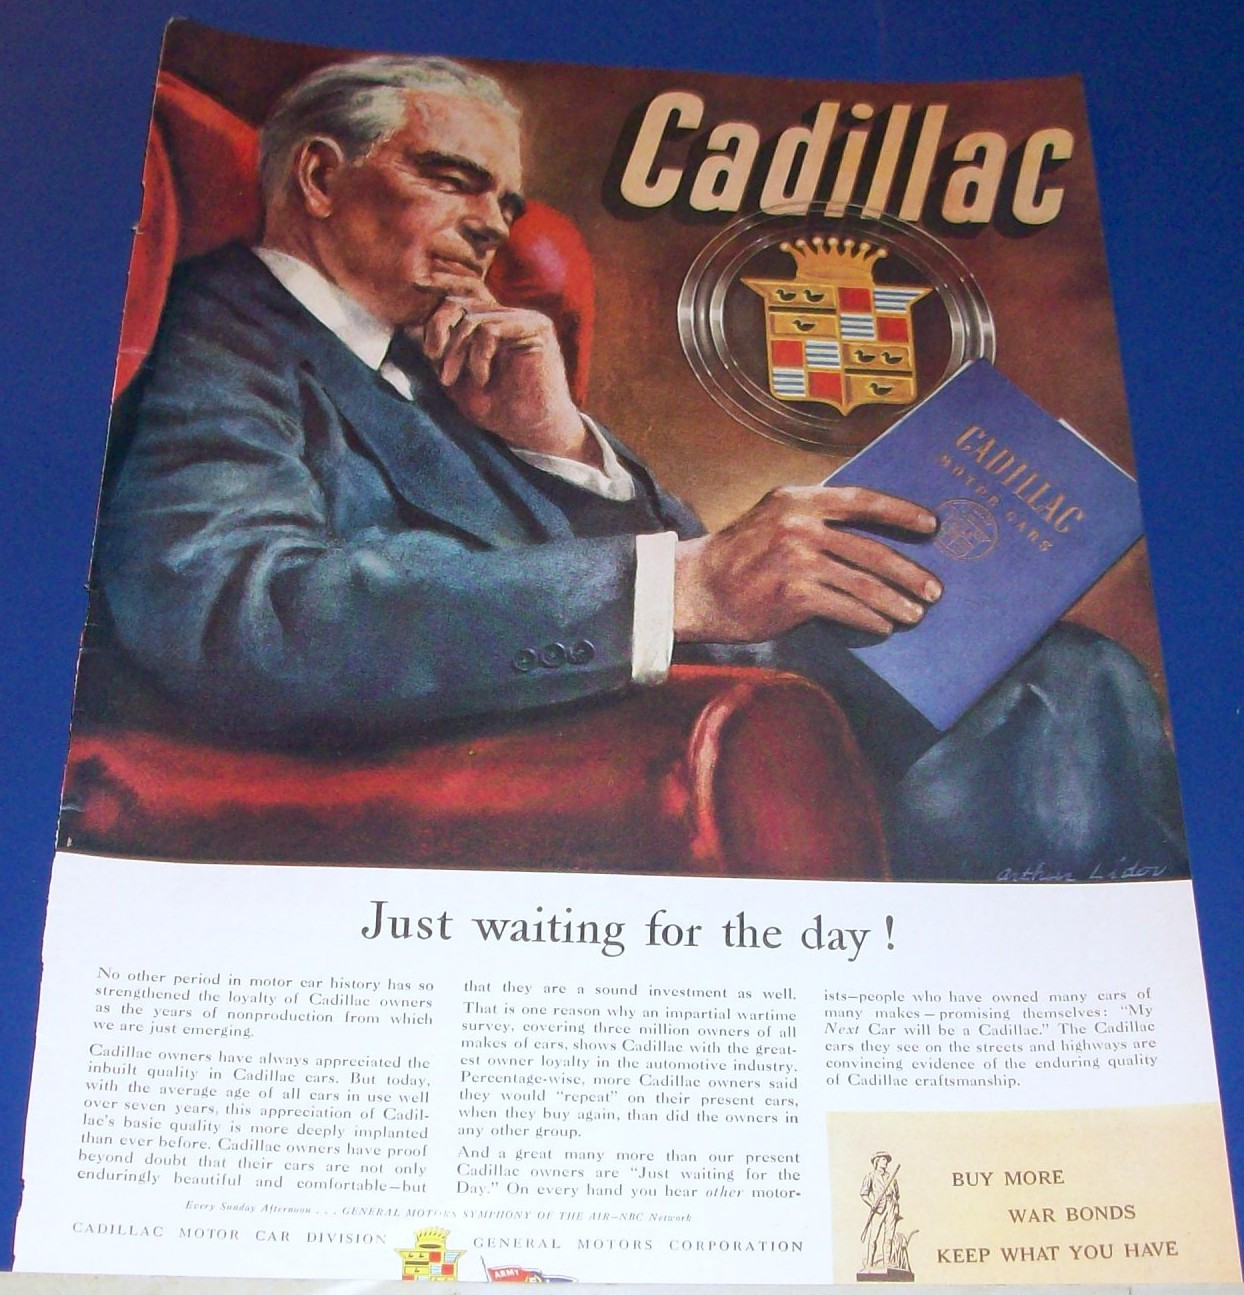 Cadillac
CADILLAC
MOTOR CARS
Arthur Lidov
Just waiting for the day !
No other period in motor car history has so
strengthened the loyalty of Cadillac owners
as the years of nonproduction from which
we are just emerging.
Cadillac owners have always appreciated the
inbuilt quality in Cadillac cars. But today,
with the average age of all cars in use well
over seven years, this appreciation of Cadil-
lac's basic quality is more deeply implanted
than ever before. Cadillac owners have proof
beyond doubt that their cars are not only
enduringly beautiful and comfortable—but
that they are a sound investment as well.
That is one reason why an impartial wartime
survey, covering three million owners of all
makes of cars, shows Cadillac with the great-
est owner loyalty in the automotive industry.
Percentage-wise, more Cadillac owners said
they would "repeat" on their present cars,
when they buy again, than did the owners in
any other group.
And a great many more than our present
Cadillac owners are "Just waiting for the
Day." On every hand you hear other motor-
ists—people who have owned many cars of
many makes—promising themselves: "My
Next Car will be a Cadillac." The Cadillac
cars they see on the streets and highways are
convincing evidence of the enduring quality
of Cadillac craftsmanship.
Every Sunday Afternoon . . . GENERAL MOTORS SYMPHONY OF THE AIR—NBC Network
CADILLAC MOTOR CAR DIVISION GENERAL MOTORS CORPORATION
ARMY
BUY MORE
WAR BONDS
KEEP WHAT YOU HAVE